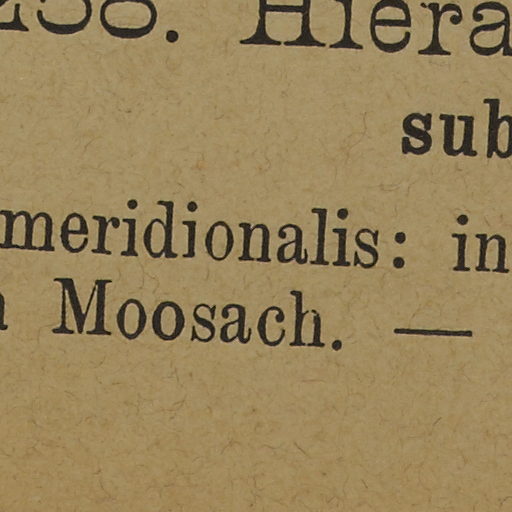 Hiera
sub
meridionalis: in
Moosach. —